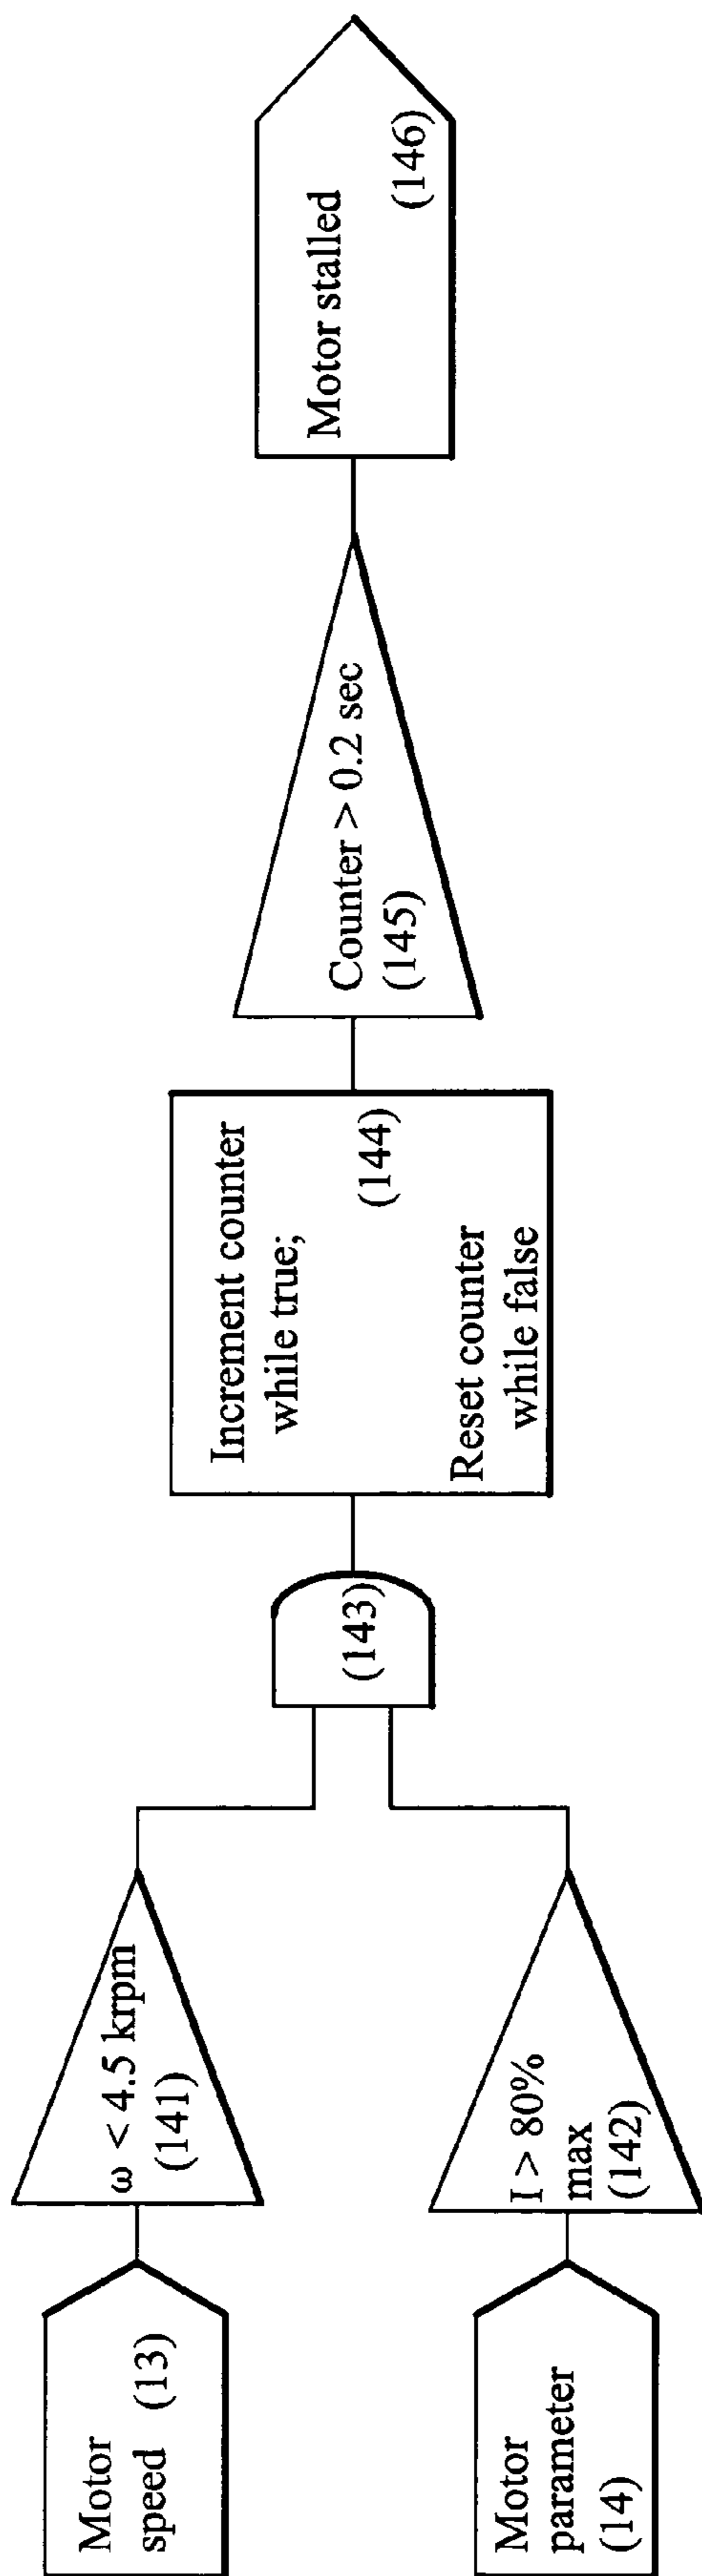 Motor
speed (13)
ω < 4.5 krpm
(141)
Motor
parameter
(14)
I > 80%
max
(142)
(143)
Increment counter
while true;
(144)
Reset counter
while false
Counter > 0.2 sec
(145)
Motor stalled
(146)